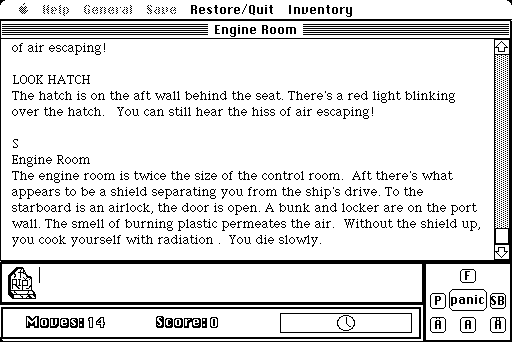 Help General Save Restore/Quit Inventory
Engine Room
of air escaping!
LOOK HATCH
The hatch is on the aft wall behind the seat. There's a red light blinking
over the hatch. You can still hear the hiss of air escaping!
S
Engine Room
The engine room is twice the size of the control room. Aft there's what
appears to be a shield separating you from the ship's drive. To the
starboard is an airlock, the door is open. A bunk and locker are on the port
wall. The smell of burning plastic permeates the air. Without the shield up,
you cook yourself with radiation . You die slowly.
RIP
F
P panic SB
A A A
Moves:14 Score:0